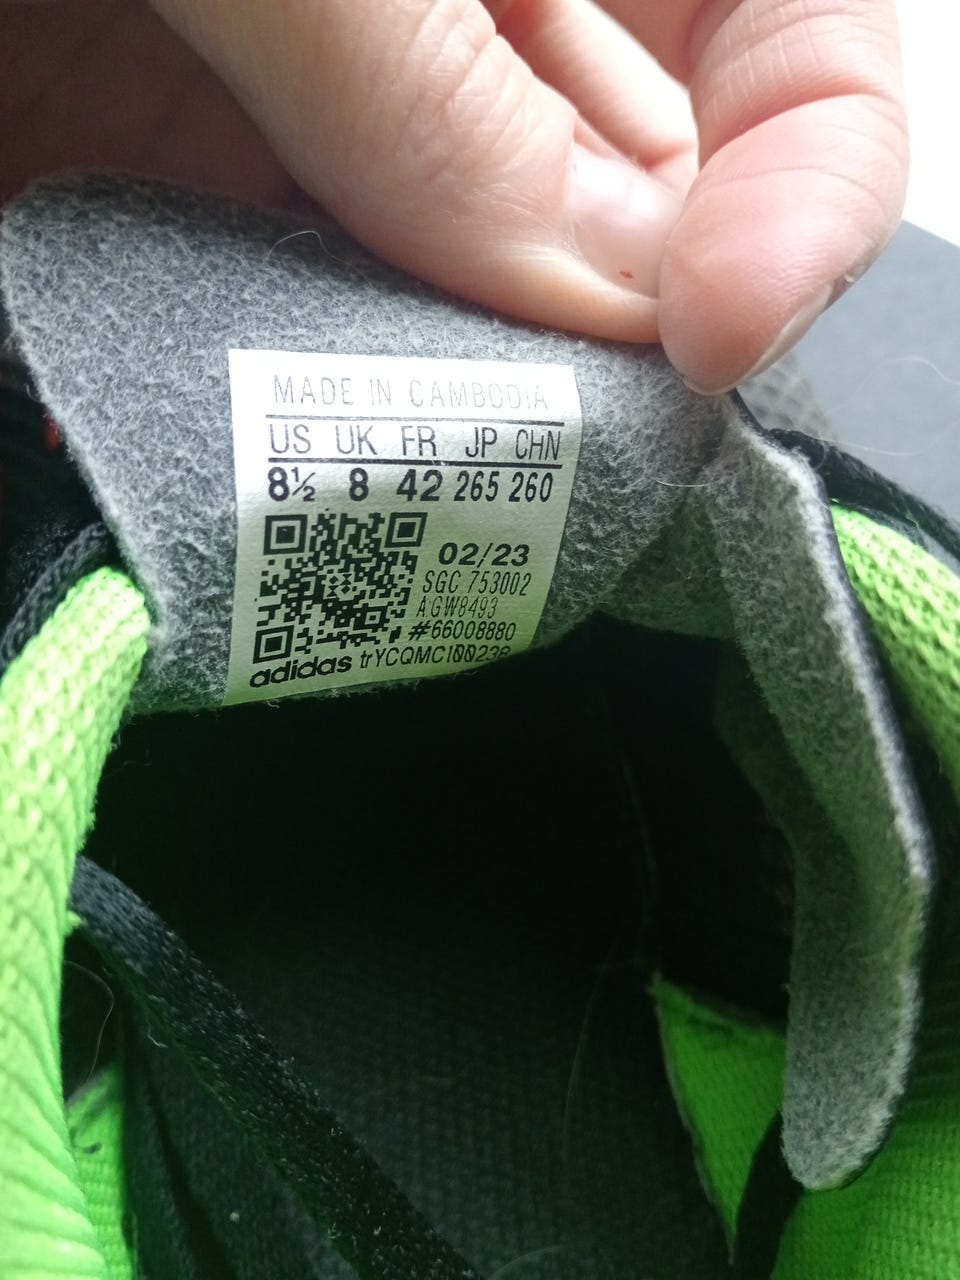 MADE IN CAMBODIA
US UK FR JP CHN
8½ 8 42 265 260
02/23
SGC 753002
AGW8493
#66008880
adidas trYCQMC100238